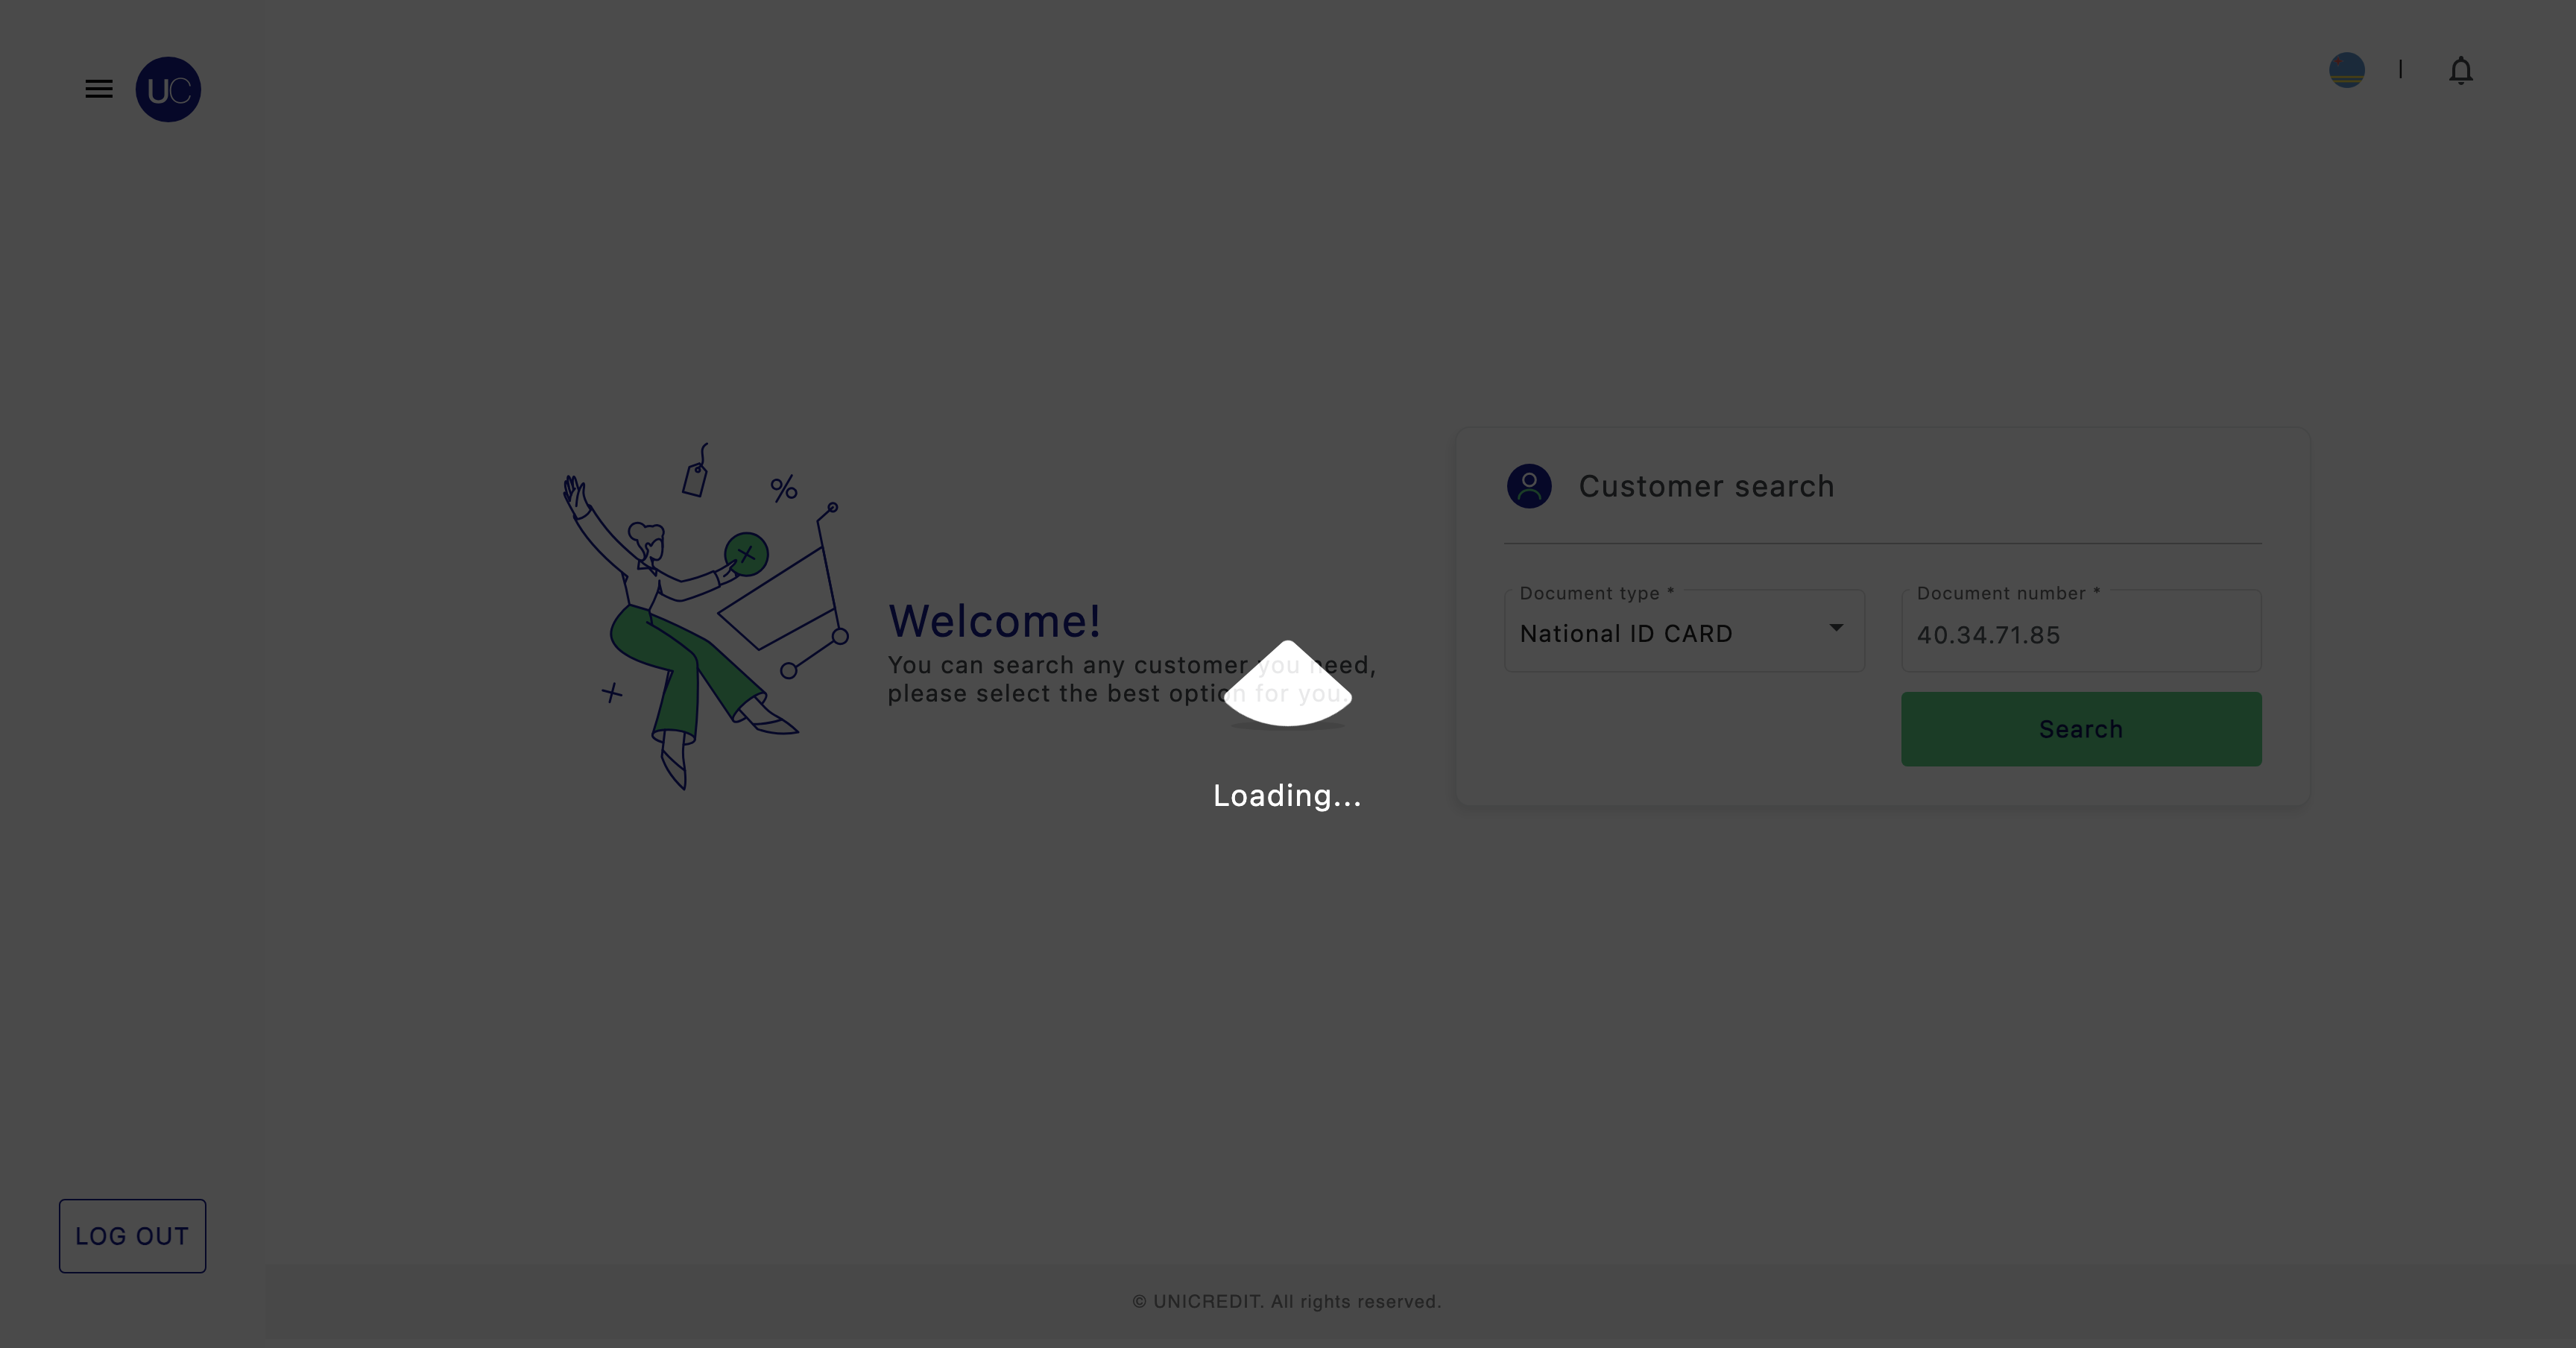 UC
Customer search
Document type *
National ID CARD
Document number *
40.34.71.85
Search
Welcome!
You can search any customer you need,
please select the best option for you.
Loading...
LOG OUT
© UNICREDIT. All rights reserved.